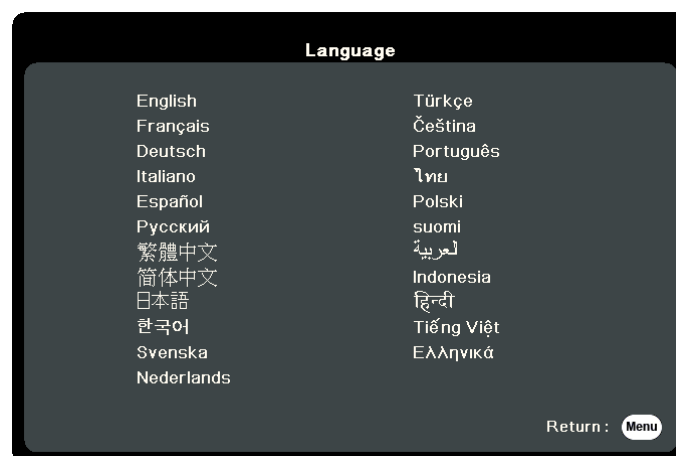 Language
English
Français
Deutsch
Italiano
Español
Русский
繁體中文
简体中文
日本語
한국어
Svenska
Nederlands
Türkçe
Čeština
Português
ไทย
Polski
suomi
العربية
Indonesia
हिन्दी
Tiếng Việt
Ελληνικά
Return: Menu